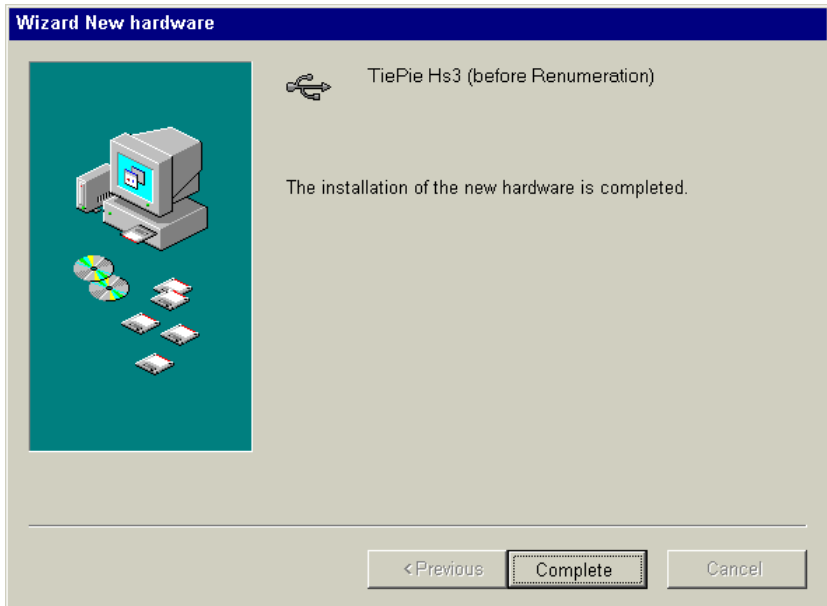 Wizard New hardware
TiePie Hs3 (before Renumeration)
The installation of the new hardware is completed.
< Previous
Complete
Cancel